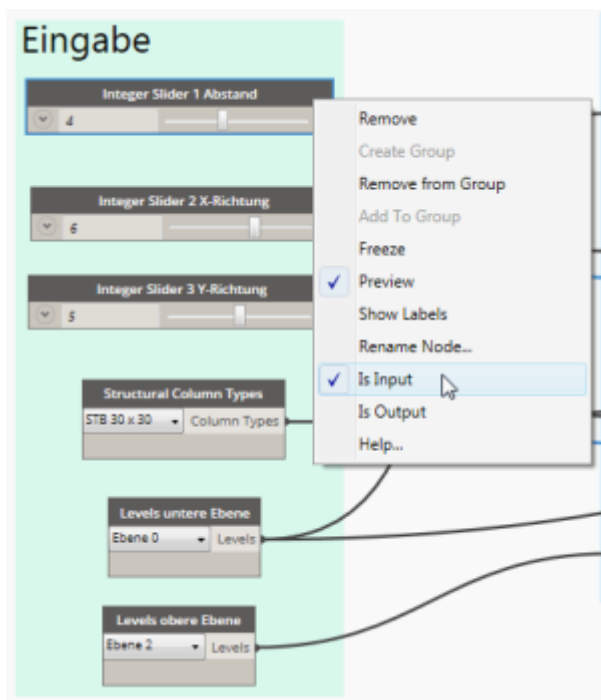 Eingabe
Integer Slider 1 Abstand
4
Integer Slider 2 X-Richtung
6
Integer Slider 3 Y-Richtung
5
Structural Column Types
STB 30 x 30
Column Types
Levels untere Ebene
Ebene 0
Levels
Levels obere Ebene
Ebene 2
Levels
Remove
Create Group
Remove from Group
Add To Group
Freeze
Preview
Show Labels
Rename Node...
Is Input
Is Output
Help...